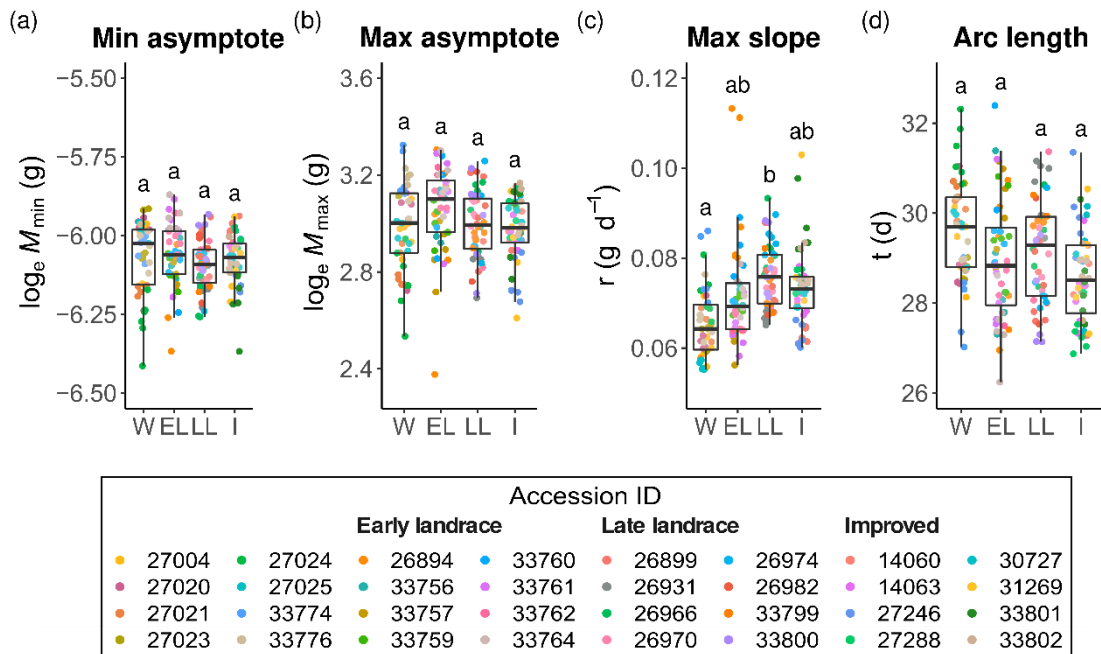 (a) Min asymptote
(b) Max asymptote
(c) Max slope
(d) Arc length
logₑ Mmin (g)
−5.50
−5.75
−6.00
−6.25
−6.50
a a a a
W EL LL I
logₑ Mmax (g)
3.6
3.2
2.8
2.4
a a a a
W EL LL I
r (g d⁻¹)
0.12
0.10
0.08
0.06
a ab b ab
W EL LL I
t (d)
32
30
28
26
a a a a
W EL LL I
Accession ID
Early landrace Late landrace Improved
27004 27024 26894 33760 26899 26974 14060 30727
27020 27025 33756 33761 26931 26982 14063 31269
27021 33774 33757 33762 26966 33799 27246 33801
27023 33776 33759 33764 26970 33800 27288 33802